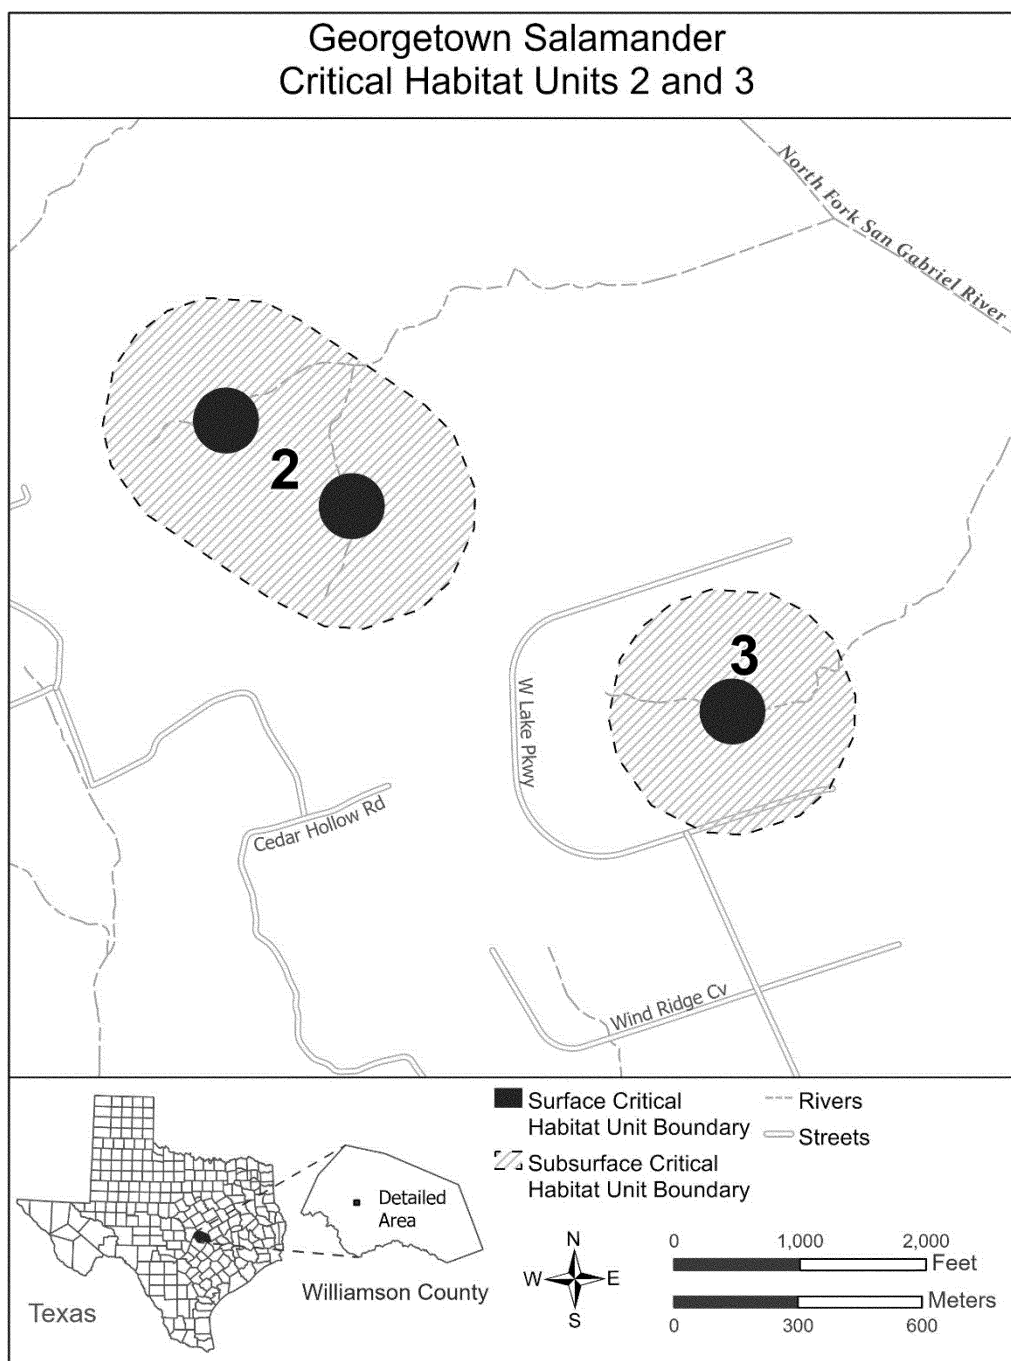 Georgetown Salamander
Critical Habitat Units 2 and 3
North Fork San Gabriel River
2
3
W Lake Pkwy
Cedar Hollow Rd
Wind Ridge Cv
Surface Critical
Habitat Unit Boundary
Subsurface Critical
Habitat Unit Boundary
Rivers
Streets
Detailed
Area
Williamson County
Texas
N
W
E
S
0 1,000 2,000
Feet
Meters
0 300 600